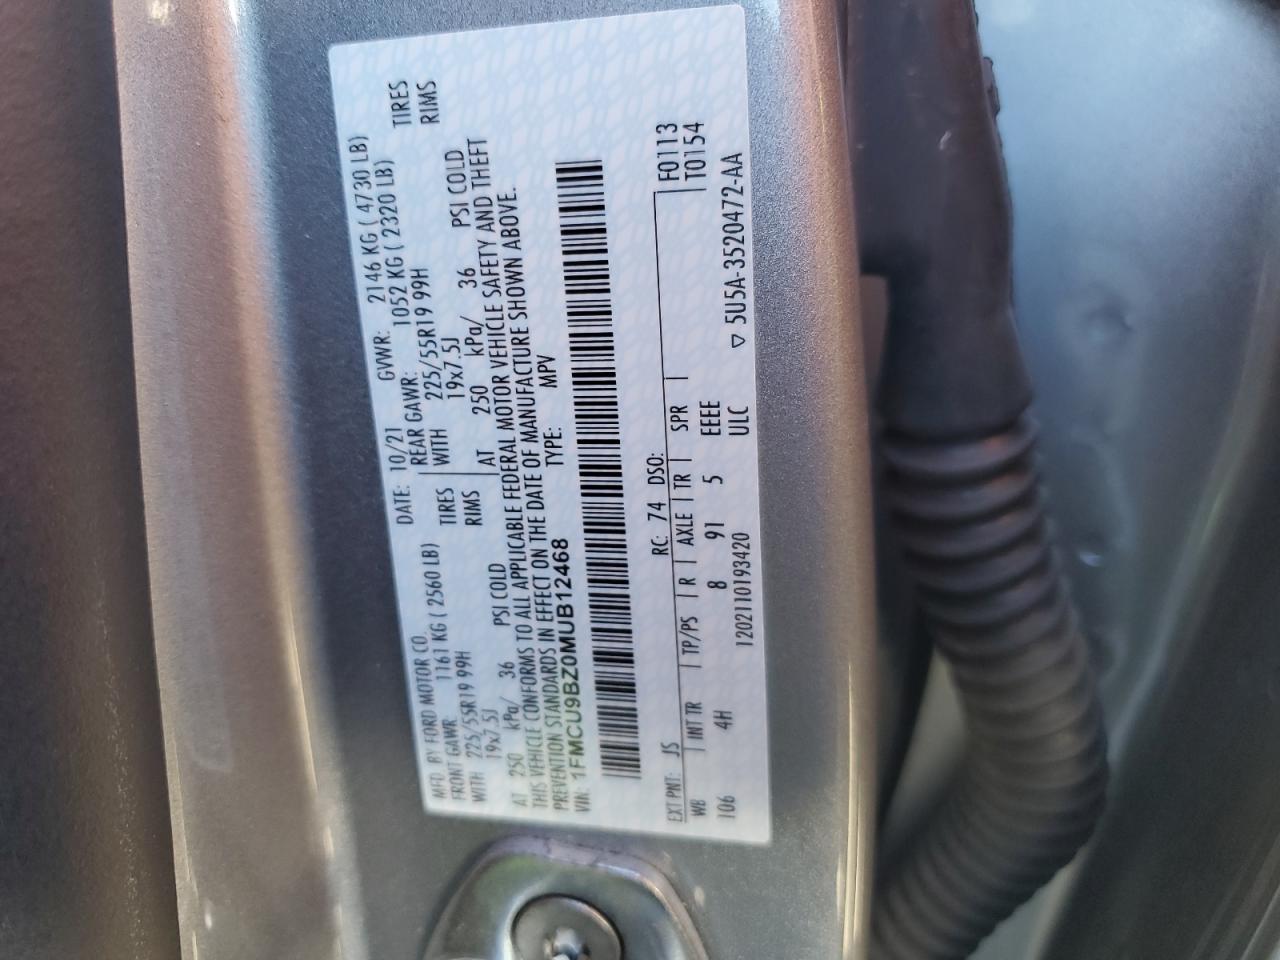 MFD. BY FORD MOTOR CO. DATE: 10/21 GVWR: 2146 KG ( 4730 LB)
FRONT GAWR 1161 KG ( 2560 LB) REAR GAWR: 1052 KG ( 2320 LB)
WITH 225/55R19 99H TIRES WITH 225/55R19 99H TIRES
19x7.5J RIMS 19x7.5J RIMS
AT 250 kPa/ 36 PSI COLD AT 250 kPa/ 36 PSI COLD
THIS VEHICLE CONFORMS TO ALL APPLICABLE FEDERAL MOTOR VEHICLE SAFETY AND THEFT
PREVENTION STANDARDS IN EFFECT ON THE DATE OF MANUFACTURE SHOWN ABOVE.
VIN: 1FMCU9BZ0MUB12468 TYPE: MPV
EXT PNT: JS RC: 74 DSO: F0113
WB INT TR TP/PS R AXLE TR SPR T0154
106 4H 8 91 5 EEEE
1202110193420 ULC ▽ 5U5A-3520472-AA